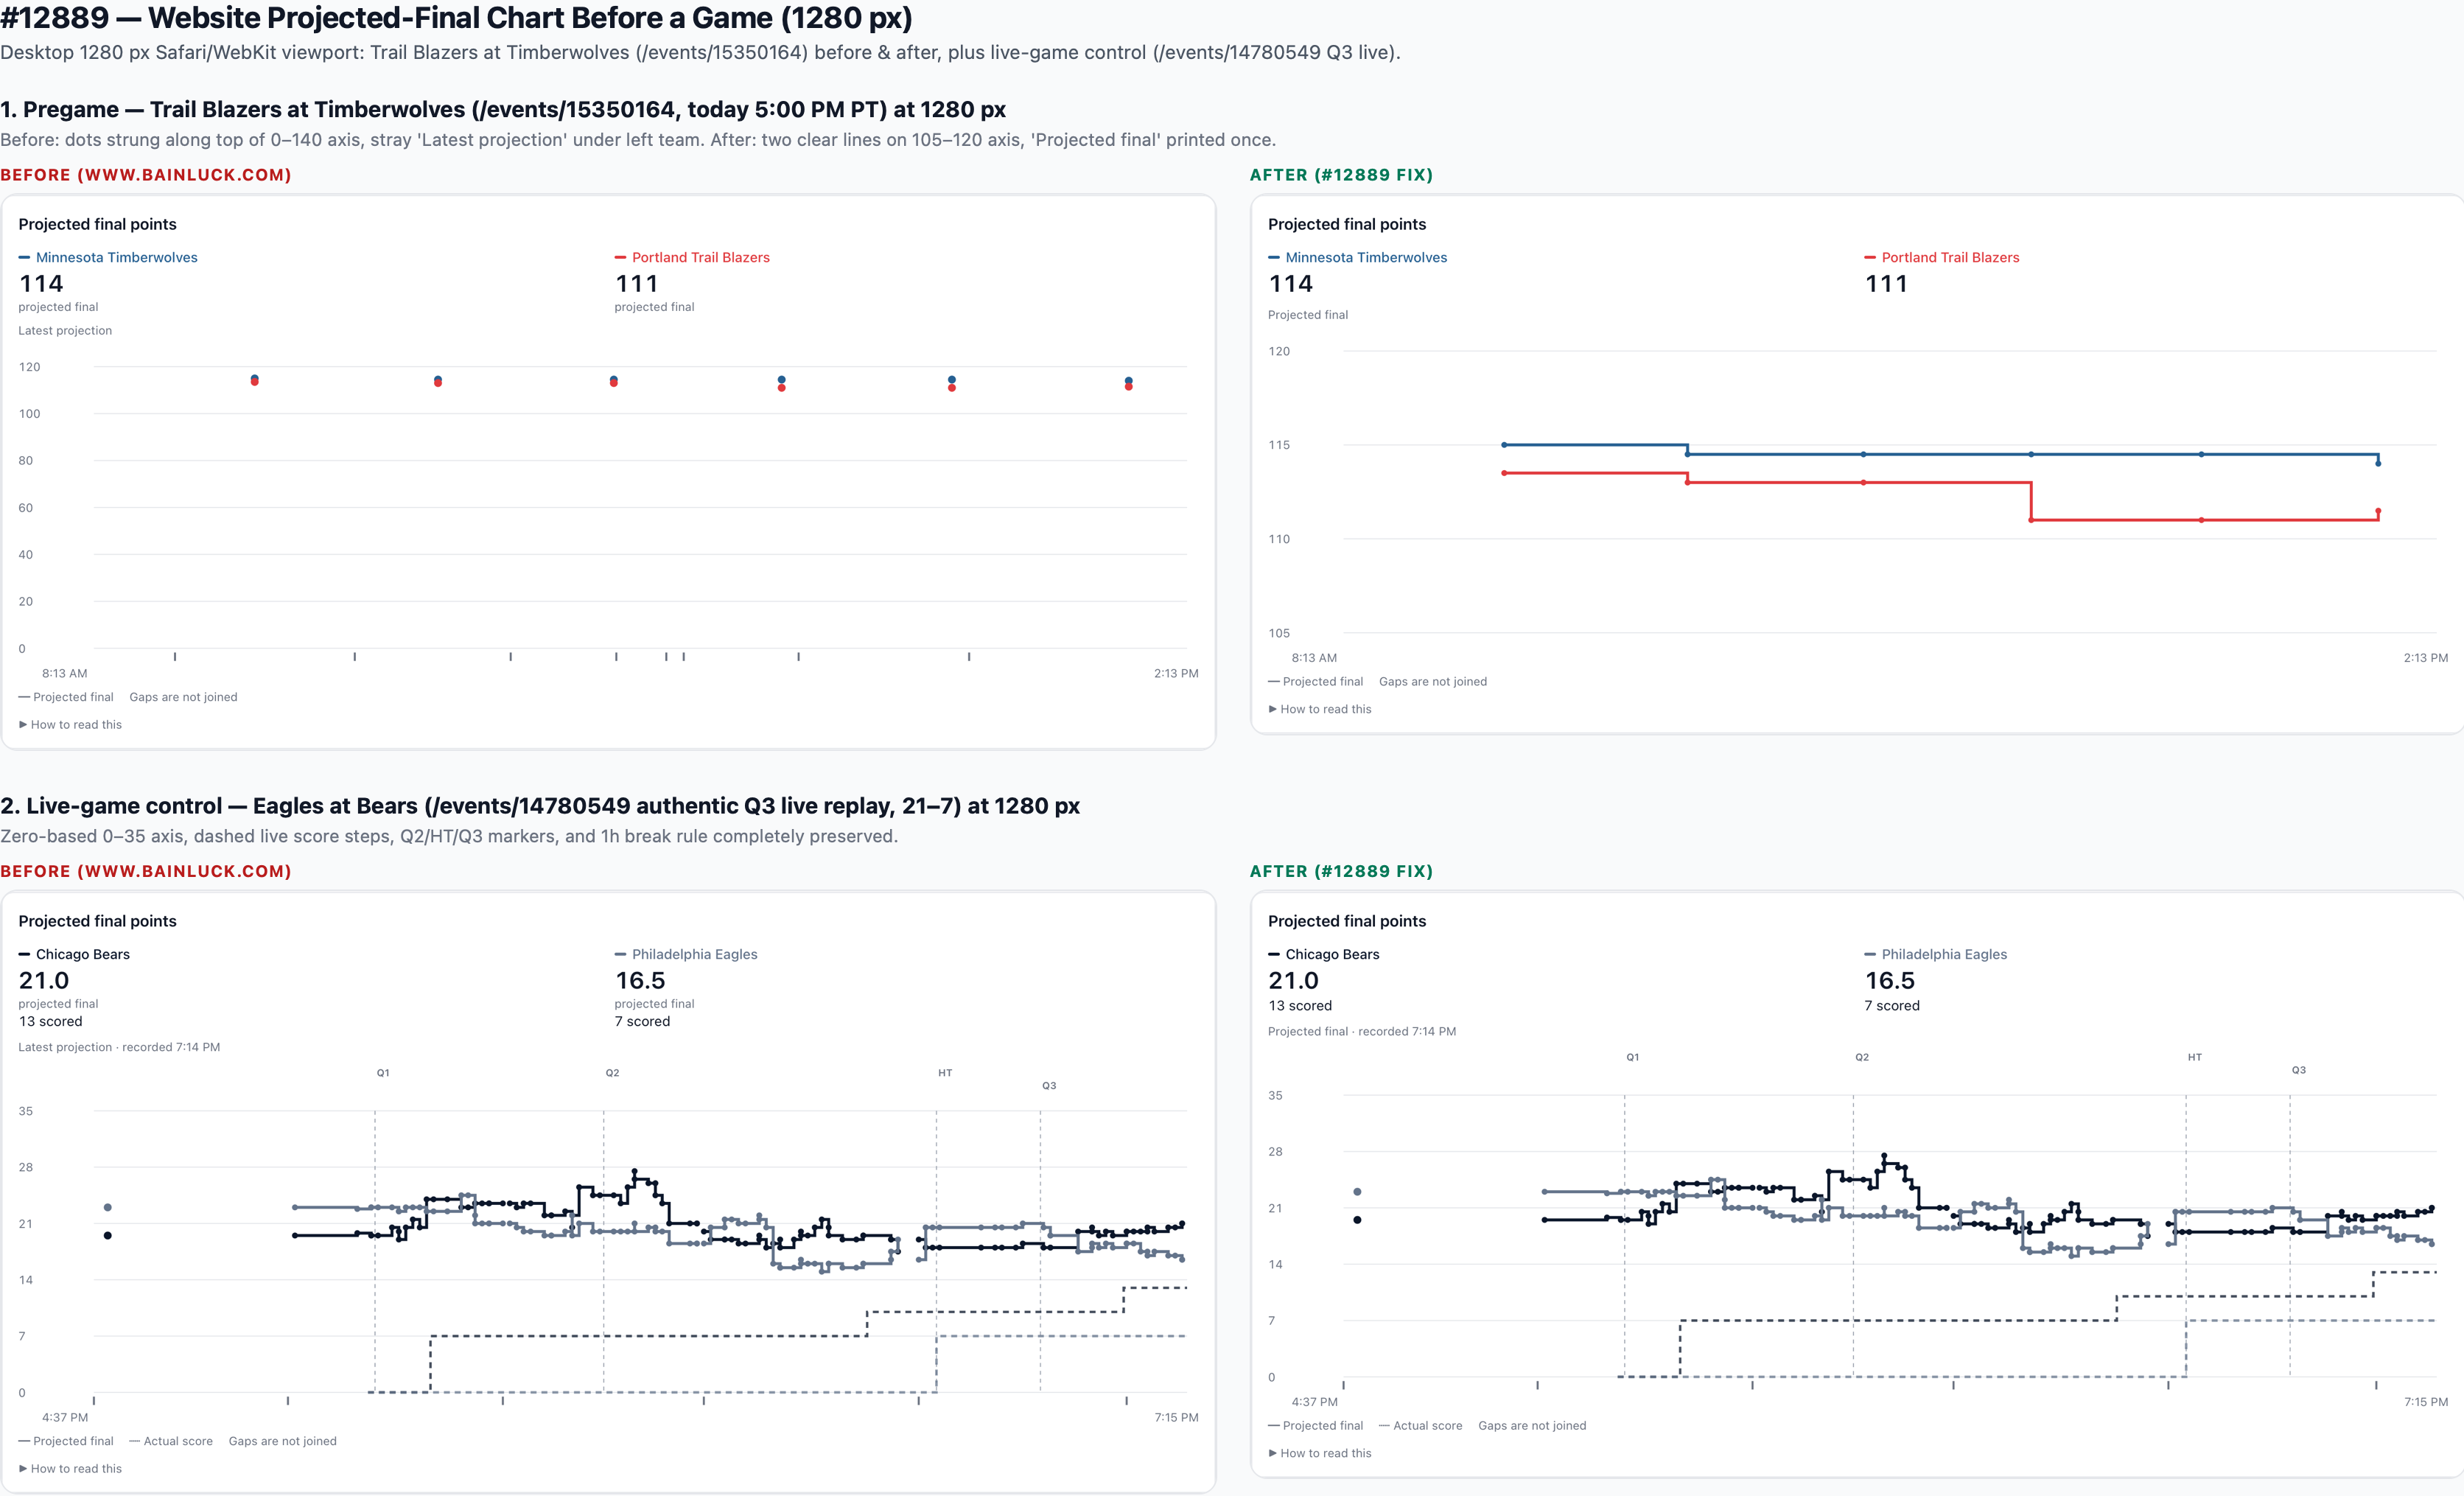 #12889 — Website Projected-Final Chart Before a Game (1280 px)
Desktop 1280 px Safari/WebKit viewport: Trail Blazers at Timberwolves (/events/15350164) before & after, plus live-game control (/events/14780549 Q3 live).
1. Pregame — Trail Blazers at Timberwolves (/events/15350164, today 5:00 PM PT) at 1280 px
Before: dots strung along top of 0–140 axis, stray 'Latest projection' under left team. After: two clear lines on 105–120 axis, 'Projected final' printed once.
BEFORE (WWW.BAINLUCK.COM)
Projected final points
Minnesota Timberwolves
Portland Trail Blazers
114
111
projected final
projected final
Latest projection
120
100
80
60
40
20
0
8:13 AM
2:13 PM
Projected final
Gaps are not joined
▶ How to read this
AFTER (#12889 FIX)
Projected final points
Minnesota Timberwolves
Portland Trail Blazers
114
111
Projected final
120
115
110
105
8:13 AM
2:13 PM
Projected final
Gaps are not joined
▶ How to read this
2. Live-game control — Eagles at Bears (/events/14780549 authentic Q3 live replay, 21–7) at 1280 px
Zero-based 0–35 axis, dashed live score steps, Q2/HT/Q3 markers, and 1h break rule completely preserved.
BEFORE (WWW.BAINLUCK.COM)
Projected final points
Chicago Bears
Philadelphia Eagles
21.0
16.5
projected final
projected final
13 scored
7 scored
Latest projection · recorded 7:14 PM
Q1
Q2
HT
Q3
35
28
21
14
7
0
4:37 PM
7:15 PM
Projected final
Actual score
Gaps are not joined
▶ How to read this
AFTER (#12889 FIX)
Projected final points
Chicago Bears
Philadelphia Eagles
21.0
16.5
13 scored
7 scored
Projected final · recorded 7:14 PM
Q1
Q2
HT
Q3
35
28
21
14
7
0
4:37 PM
7:15 PM
Projected final
Actual score
Gaps are not joined
▶ How to read this